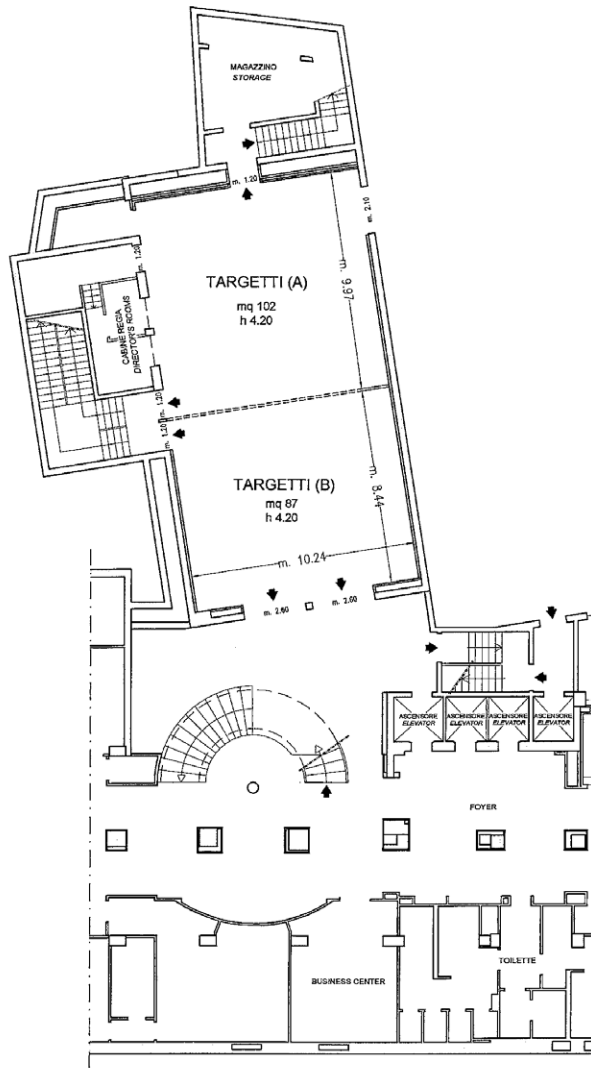 MAGAZZINO
STORAGE
m. 1.20
m. 2.10
m. 1.20
TARGETTI (A)
mq 102
h 4.20
m. 9.97
CABINE REGIA
DIRECTOR'S ROOMS
m. 1.20
m. 1.20
TARGETTI (B)
mq 87
h 4.20
m. 8.44
m. 10.24
m. 2.60
m. 2.60
ASCENSORE
ELEVATOR
ASCENSORE
ELEVATOR
ASCENSORE
ELEVATOR
ASCENSORE
ELEVATOR
FOYER
TOILETTE
BUSINESS CENTER